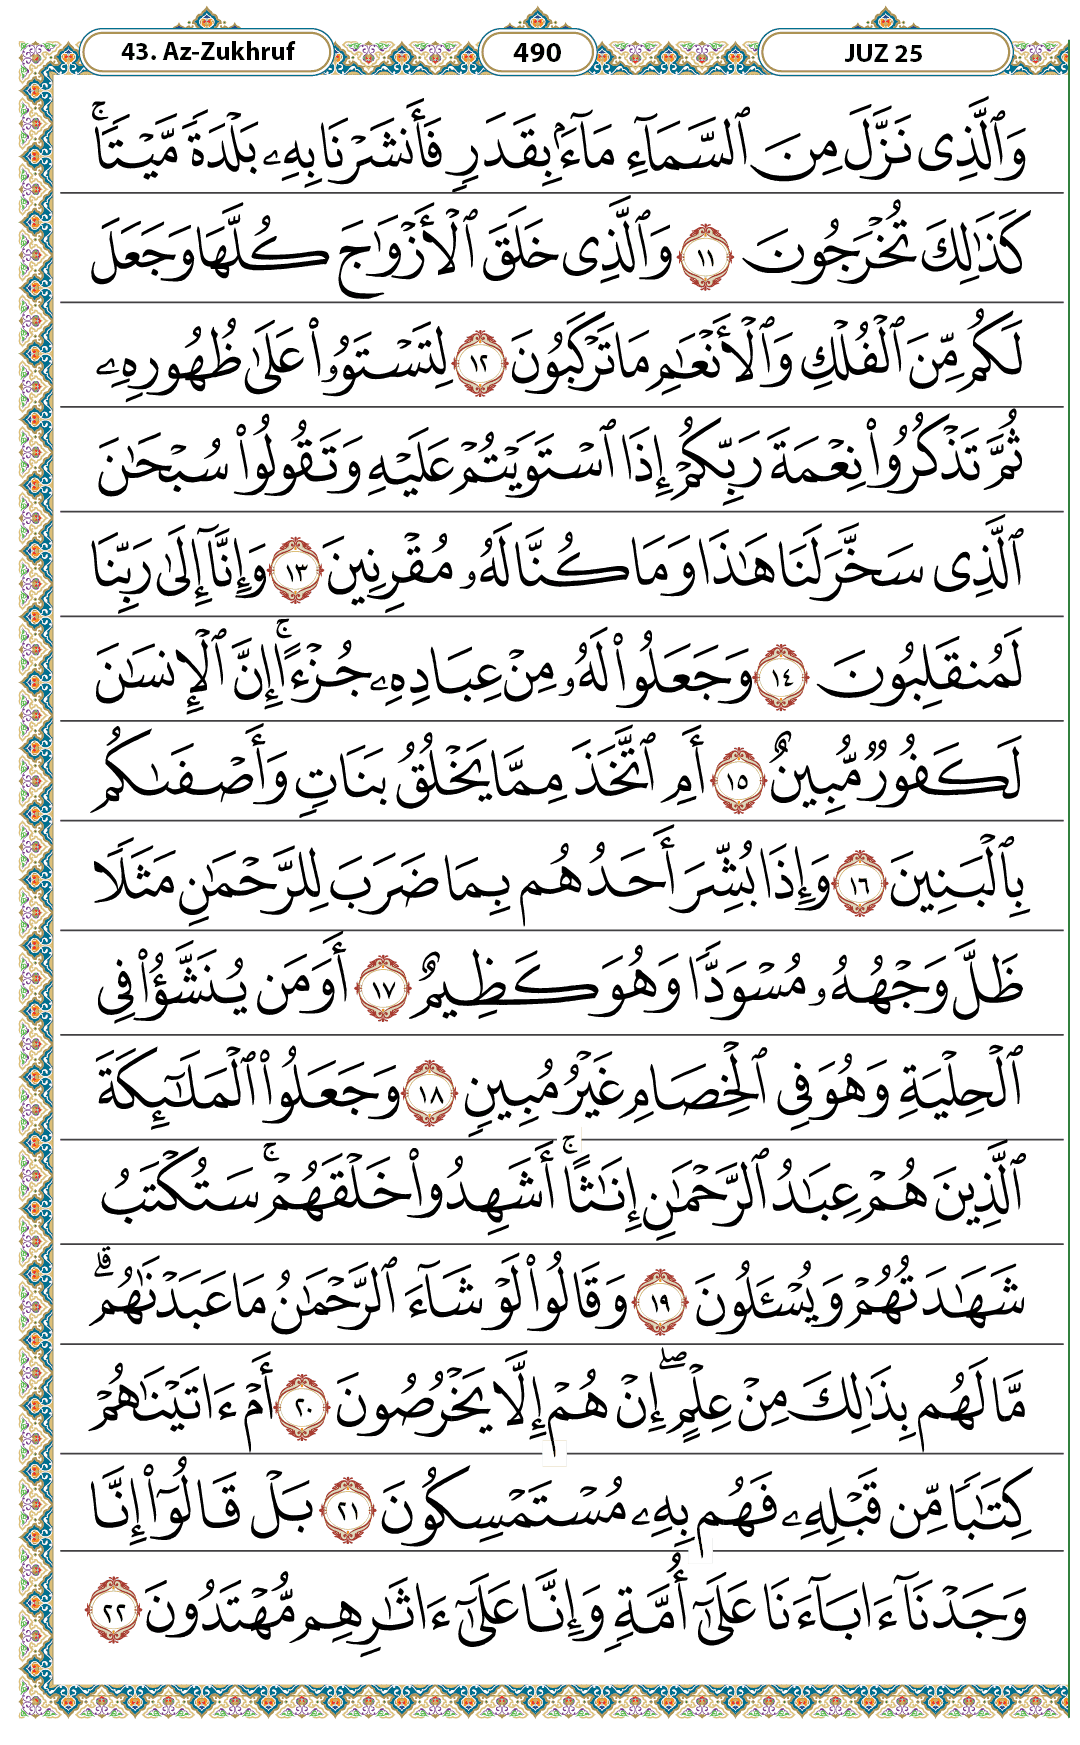 43. Az-Zukhruf 490 JUZ 25
وَٱلَّذِى نَزَّلَ مِنَ ٱلسَّمَآءِ مَآءَۢ بِقَدَرٍ فَأَنشَرْنَا بِهِۦ بَلْدَةً مَّيْتًا ۚ
كَذَٰلِكَ تُخْرَجُونَ ١١ وَٱلَّذِى خَلَقَ ٱلْأَزْوَٰجَ كُلَّهَا وَجَعَلَ
لَكُم مِّنَ ٱلْفُلْكِ وَٱلْأَنْعَٰمِ مَا تَرْكَبُونَ ١٢ لِتَسْتَوُۥا۟ عَلَىٰ ظُهُورِهِۦ
ثُمَّ تَذْكُرُوا۟ نِعْمَةَ رَبِّكُمْ إِذَا ٱسْتَوَيْتُمْ عَلَيْهِ وَتَقُولُوا۟ سُبْحَٰنَ
ٱلَّذِى سَخَّرَ لَنَا هَٰذَا وَمَا كُنَّا لَهُۥ مُقْرِنِينَ ١٣ وَإِنَّآ إِلَىٰ رَبِّنَا
لَمُنقَلِبُونَ ١٤ وَجَعَلُوا۟ لَهُۥ مِنْ عِبَادِهِۦ جُزْءًا ۚ إِنَّ ٱلْإِنسَٰنَ
لَكَفُورٌ مُّبِينٌ ١٥ أَمِ ٱتَّخَذَ مِمَّا يَخْلُقُ بَنَاتٍ وَأَصْفَىٰكُم
بِٱلْبَنِينَ ١٦ وَإِذَا بُشِّرَ أَحَدُهُم بِمَا ضَرَبَ لِلرَّحْمَٰنِ مَثَلًا
ظَلَّ وَجْهُهُۥ مُسْوَدًّا وَهُوَ كَظِيمٌ ١٧ أَوَمَن يُنَشَّؤُا۟ فِى
ٱلْحِلْيَةِ وَهُوَ فِى ٱلْخِصَامِ غَيْرُ مُبِينٍ ١٨ وَجَعَلُوا۟ ٱلْمَلَٰٓئِكَةَ
ٱلَّذِينَ هُمْ عِبَٰدُ ٱلرَّحْمَٰنِ إِنَٰثًا ۚ أَشَهِدُوا۟ خَلْقَهُمْ ۚ سَتُكْتَبُ
شَهَٰدَتُهُمْ وَيُسْـَٔلُونَ ١٩ وَقَالُوا۟ لَوْ شَآءَ ٱلرَّحْمَٰنُ مَا عَبَدْنَٰهُم ۗ
مَّا لَهُم بِذَٰلِكَ مِنْ عِلْمٍ ۖ إِنْ هُمْ إِلَّا يَخْرُصُونَ ٢٠ أَمْ ءَاتَيْنَٰهُمْ
كِتَٰبًا مِّن قَبْلِهِۦ فَهُم بِهِۦ مُسْتَمْسِكُونَ ٢١ بَلْ قَالُوٓا۟ إِنَّا
وَجَدْنَآ ءَابَآءَنَا عَلَىٰٓ أُمَّةٍ وَإِنَّا عَلَىٰٓ ءَاثَٰرِهِم مُّهْتَدُونَ ٢٢